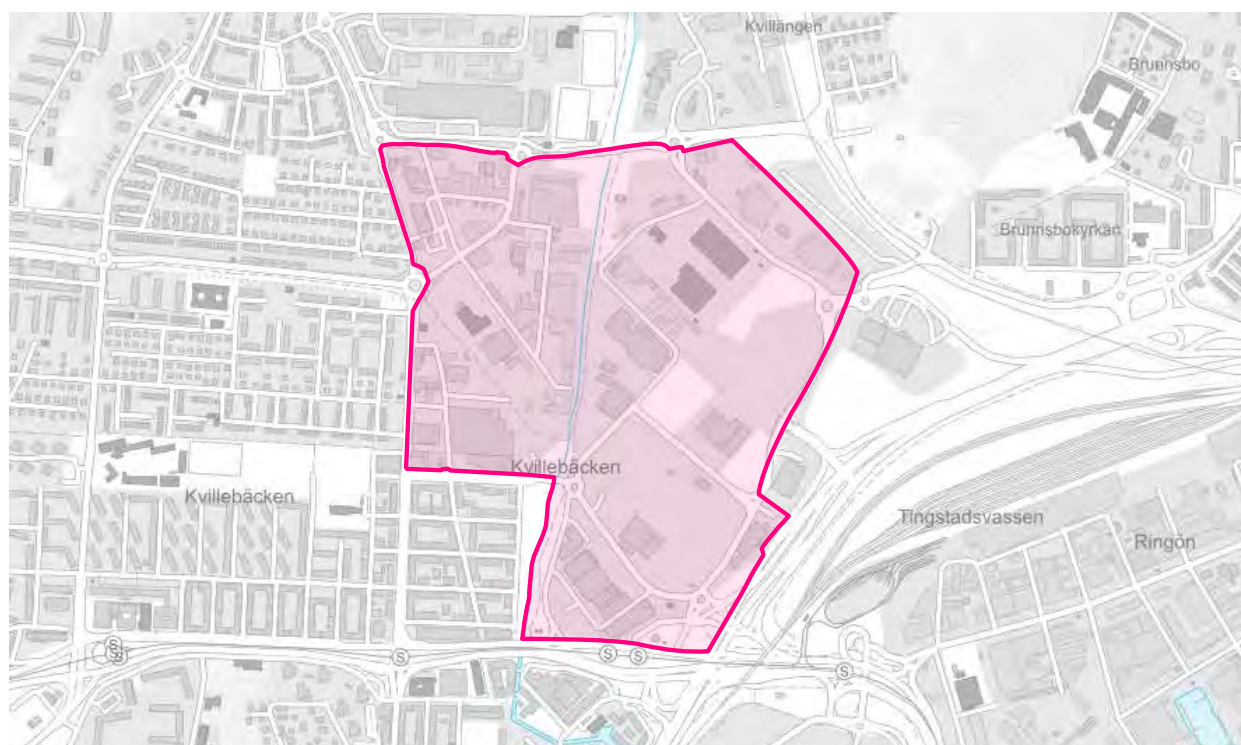 Kvillängen
Brunnsbo
Brunnsbokyrkan
Kvillebäcken
Kvillebäcken
Tingstadsvassen
Ringön
S
S
S
S
S
S